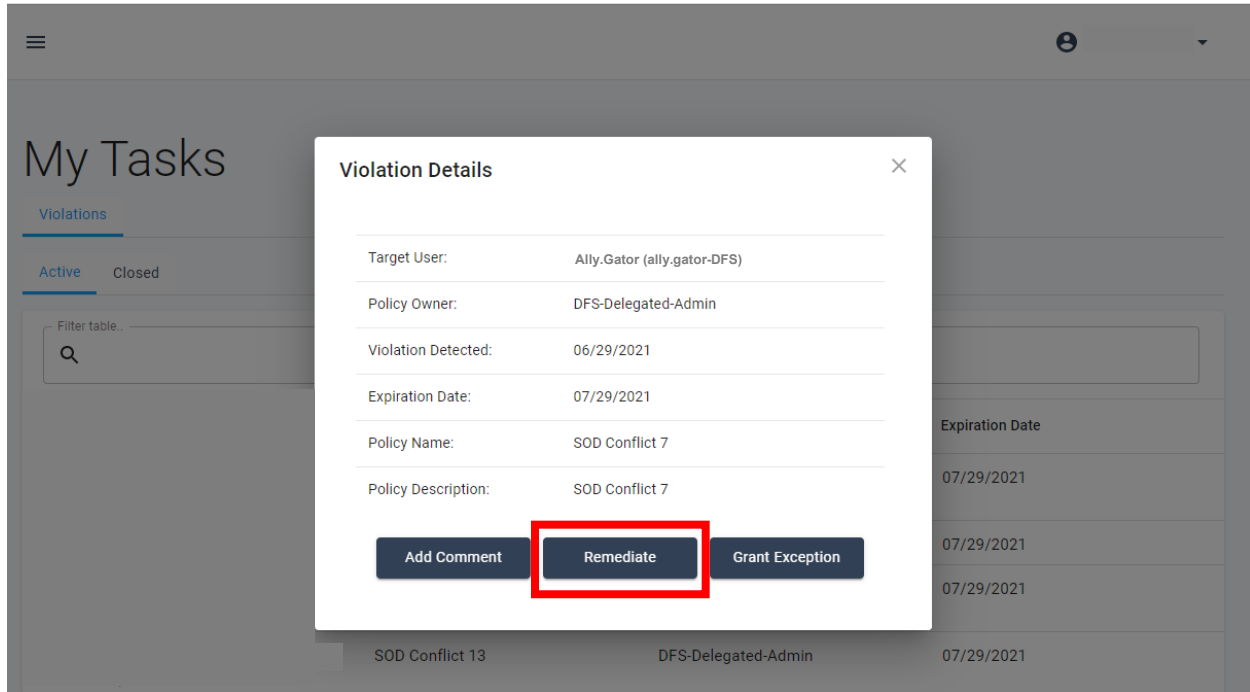 My Tasks
Violations
Active Closed
Filter table..
Expiration Date
07/29/2021
07/29/2021
07/29/2021
SOD Conflict 13 DFS-Delegated-Admin 07/29/2021
Violation Details
Target User: Ally.Gator (ally.gator-DFS)
Policy Owner: DFS-Delegated-Admin
Violation Detected: 06/29/2021
Expiration Date: 07/29/2021
Policy Name: SOD Conflict 7
Policy Description: SOD Conflict 7
Add Comment Remediate Grant Exception